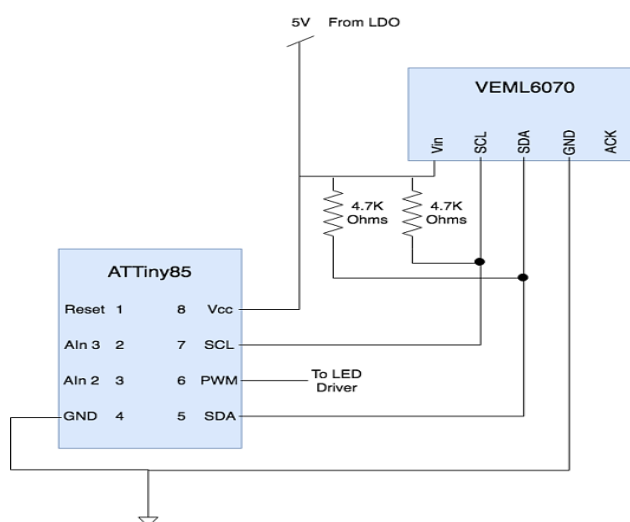 5V From LDO
VEML6070
Vin SCL SDA GND ACK
4.7K
Ohms
4.7K
Ohms
ATTiny85
Reset 1 8 Vcc
AIn 3 2 7 SCL
AIn 2 3 6 PWM
To LED
Driver
GND 4 5 SDA